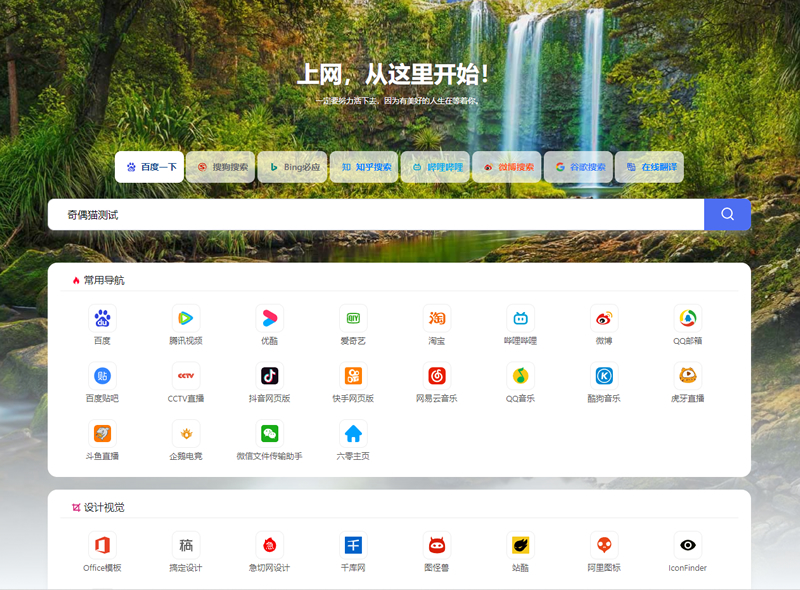 上网，从这里开始！
一定要努力活下去，因为有美好的人生在等着你。
百度一下 搜狗搜索 Bing必应 知 知乎搜索 哔哩哔哩 微博搜索 谷歌搜索 在线翻译
奇偶猫测试
常用导航
百度 腾讯视频 优酷 爱奇艺 淘宝 哔哩哔哩 微博 QQ邮箱
贴 CCTV
百度贴吧 CCTV直播 抖音网页版 快手网页版 网易云音乐 QQ音乐 酷狗音乐 虎牙直播
斗鱼直播 企鹅电竞 微信文件传输助手 六零主页
设计视觉
稿 急 千
Office模板 搞定设计 急切网设计 千库网 图怪兽 站酷 阿里图标 IconFinder